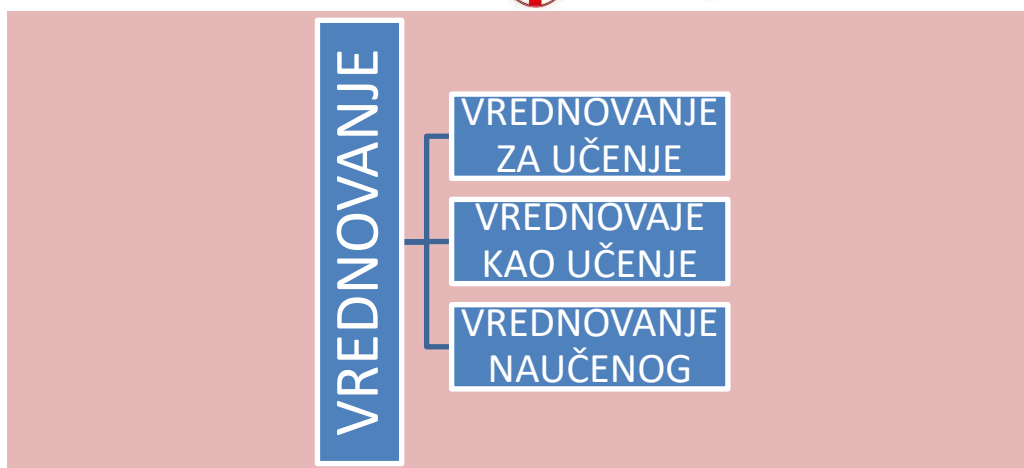 VREDNOVANJE
VREDNOVANJE
ZA UČENJE
VREDNOVAJE
KAO UČENJE
VREDNOVANJE
NAUČENOG